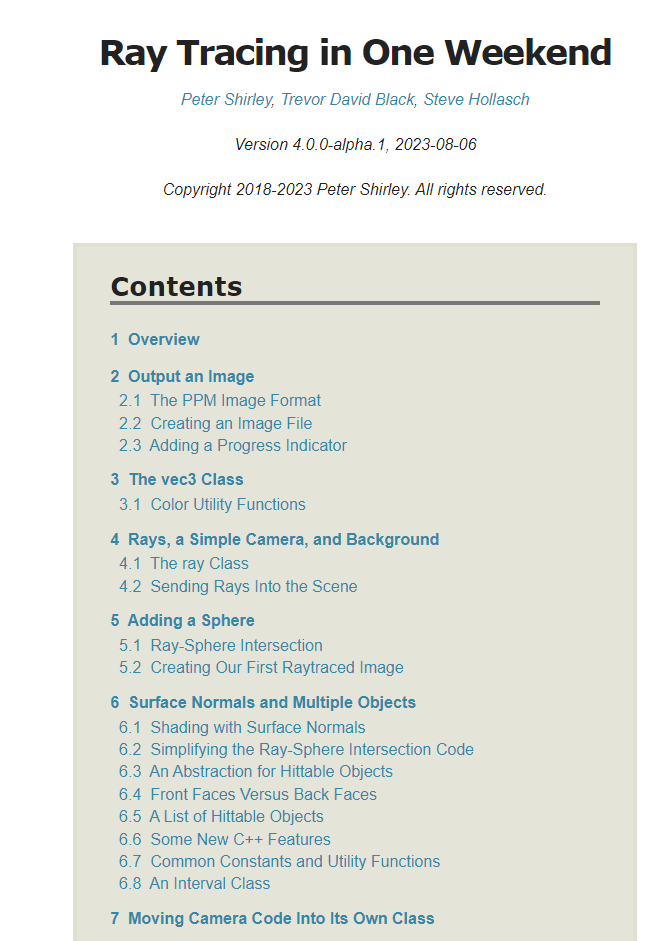 Ray Tracing in One Weekend
Peter Shirley, Trevor David Black, Steve Hollasch
Version 4.0.0-alpha.1, 2023-08-06
Copyright 2018-2023 Peter Shirley. All rights reserved.
Contents
1 Overview
2 Output an Image
2.1 The PPM Image Format
2.2 Creating an Image File
2.3 Adding a Progress Indicator
3 The vec3 Class
3.1 Color Utility Functions
4 Rays, a Simple Camera, and Background
4.1 The ray Class
4.2 Sending Rays Into the Scene
5 Adding a Sphere
5.1 Ray-Sphere Intersection
5.2 Creating Our First Raytraced Image
6 Surface Normals and Multiple Objects
6.1 Shading with Surface Normals
6.2 Simplifying the Ray-Sphere Intersection Code
6.3 An Abstraction for Hittable Objects
6.4 Front Faces Versus Back Faces
6.5 A List of Hittable Objects
6.6 Some New C++ Features
6.7 Common Constants and Utility Functions
6.8 An Interval Class
7 Moving Camera Code Into Its Own Class